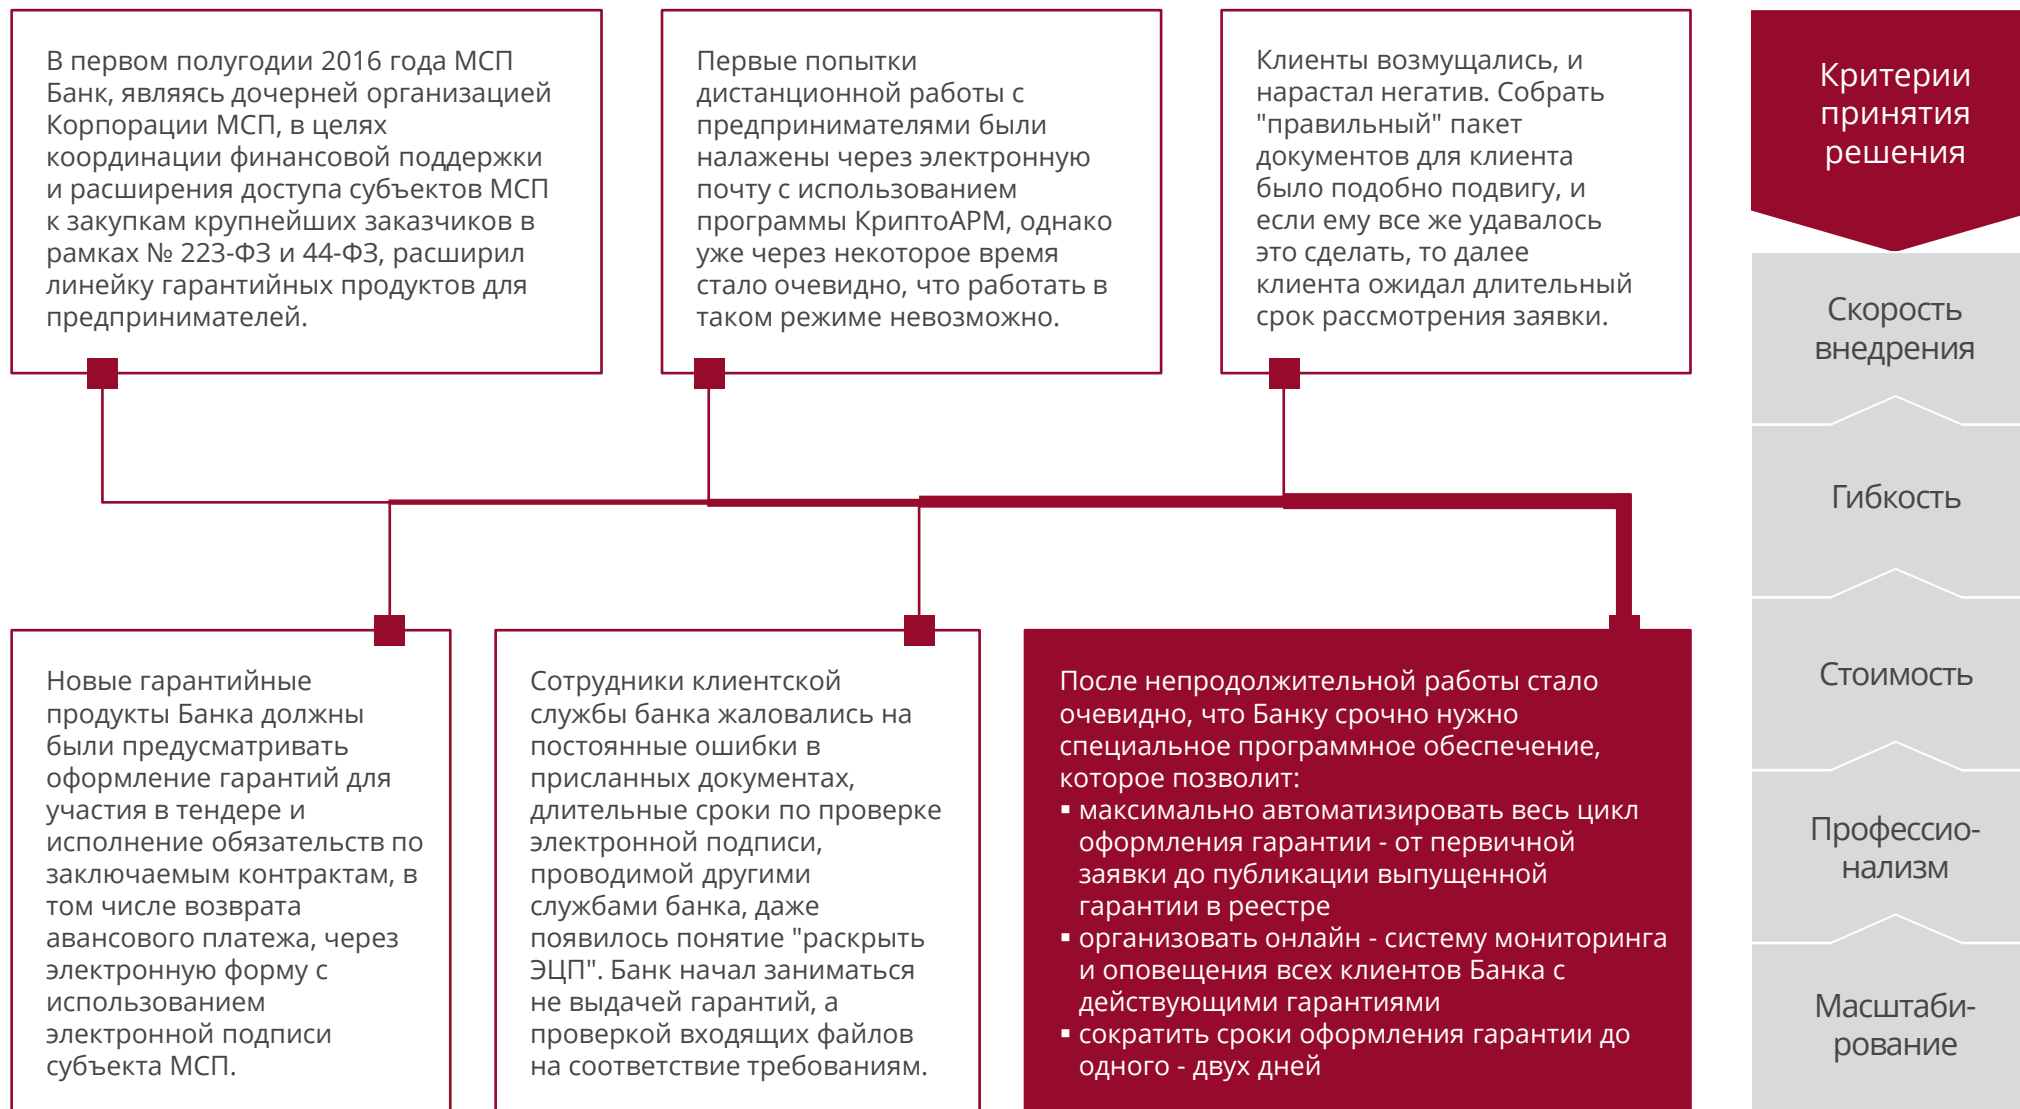 В первом полугодии 2016 года МСП
Банк, являясь дочерней организацией
Корпорации МСП, в целях
координации финансовой поддержки
и расширения доступа субъектов МСП
к закупкам крупнейших заказчиков в
рамках № 223-ФЗ и 44-ФЗ, расширил
линейку гарантийных продуктов для
предпринимателей.
Новые гарантийные
продукты Банка должны
были предусматривать
оформление гарантий для
участия в тендере и
исполнение обязательств по
заключаемым контрактам, в
том числе возврата
авансового платежа, через
электронную форму с
использованием
электронной подписи
субъекта МСП.
Первые попытки
дистанционной работы с
предпринимателями были
налажены через электронную
почту с использованием
программы КриптоАРМ, однако
уже через некоторое время
стало очевидно, что работать в
таком режиме невозможно.
Сотрудники клиентской
службы банка жаловались на
постоянные ошибки в
присланных документах,
длительные сроки по проверке
электронной подписи,
проводимой другими
службами банка, даже
появилось понятие "раскрыть
ЭЦП". Банк начал заниматься
не выдачей гарантий, а
проверкой входящих файлов
на соответствие требованиям.
Клиенты возмущались, и
нарастал негатив. Собрать
"правильный" пакет
документов для клиента
было подобно подвигу, и
если ему все же удавалось
это сделать, то далее
клиента ожидал длительный
срок рассмотрения заявки.
После непродолжительной работы стало
очевидно, что Банку срочно нужно
специальное программное обеспечение,
которое позволит:
▪ максимально автоматизировать весь цикл
оформления гарантии - от первичной
заявки до публикации выпущенной
гарантии в реестре
▪ организовать онлайн - систему мониторинга
и оповещения всех клиентов Банка с
действующими гарантиями
▪ сократить сроки оформления гарантии до
одного - двух дней
Критерии
принятия
решения
Скорость
внедрения
Гибкость
Стоимость
Профессио-
нализм
Масштаби-
рование